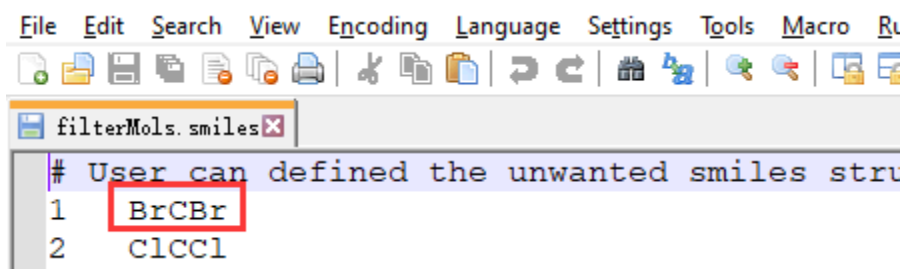 File Edit Search View Encoding Language Settings Tools Macro
filterMols.smiles
# User can defined the unwanted smiles
1 BrCBr
2 ClCCl